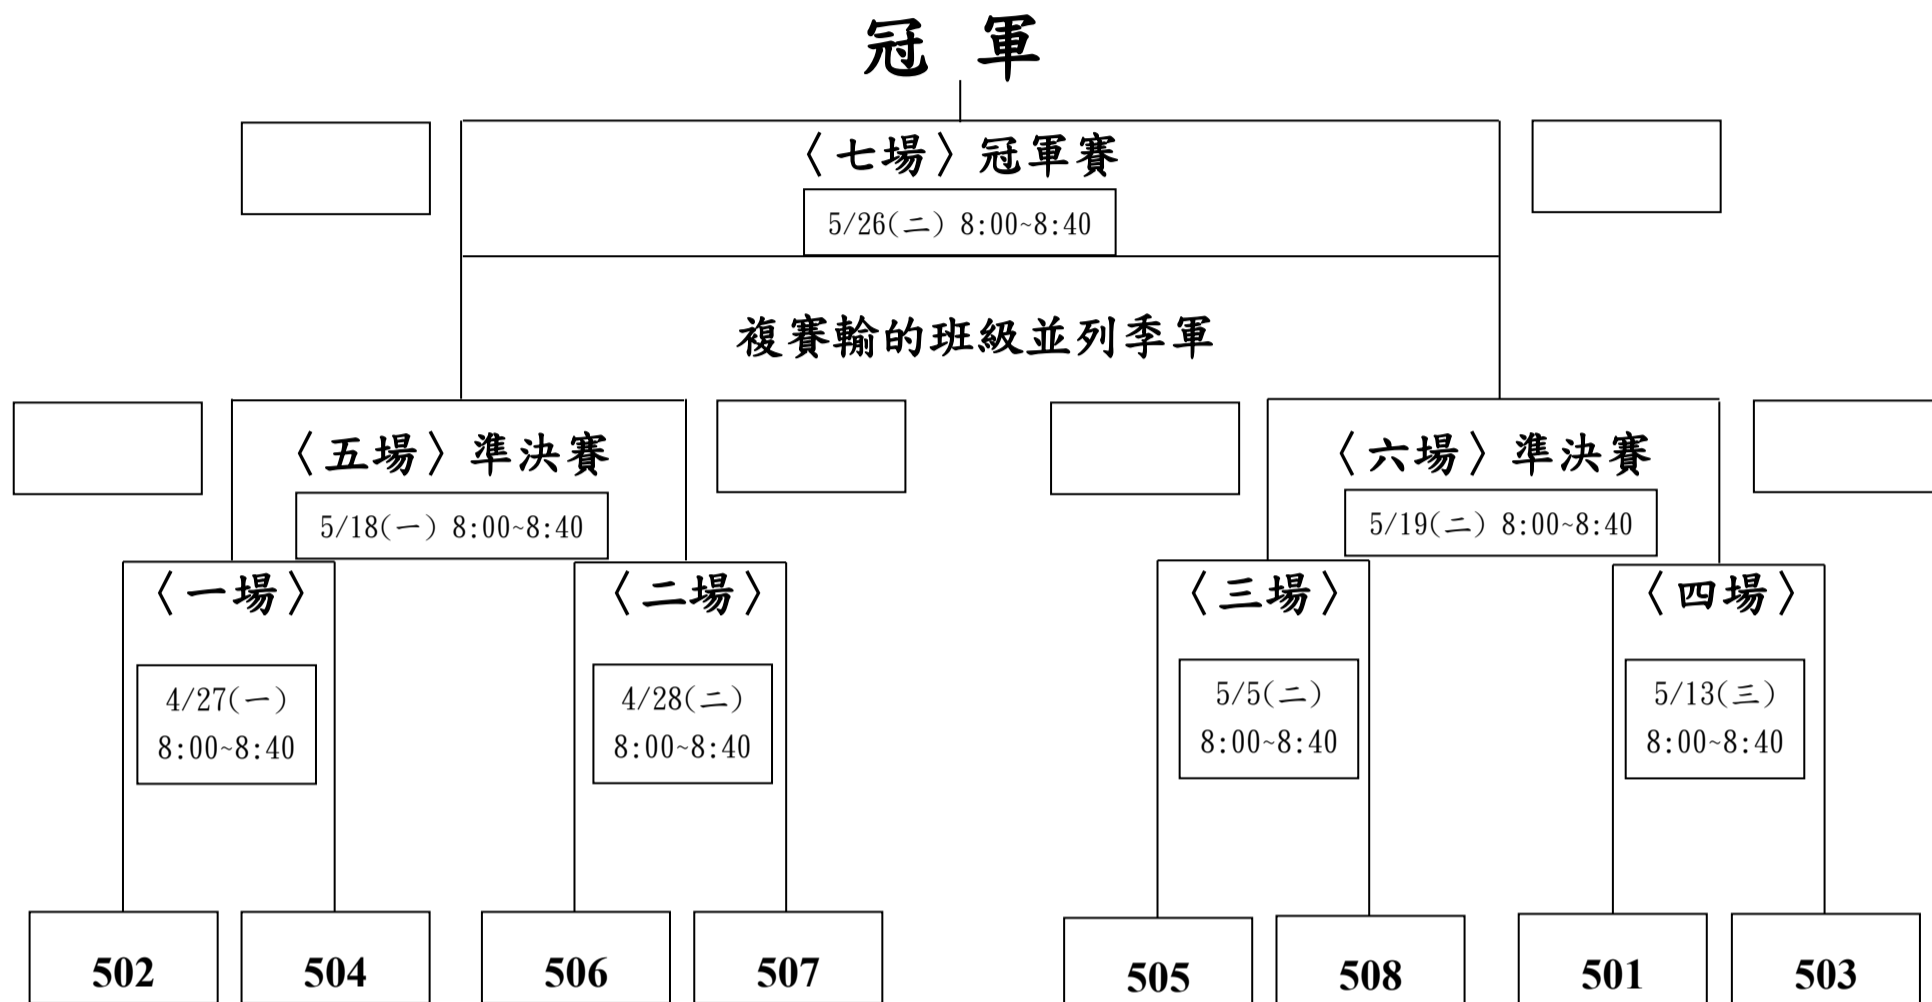 冠 軍
〈七場〉冠軍賽
5/26(二) 8:00~8:40
複賽輸的班級並列季軍
〈五場〉準決賽
5/18(一) 8:00~8:40
〈六場〉準決賽
5/19(二) 8:00~8:40
〈一場〉
4/27(一)
8:00~8:40
〈二場〉
4/28(二)
8:00~8:40
〈三場〉
5/5(二)
8:00~8:40
〈四場〉
5/13(三)
8:00~8:40
502
504
506
507
505
508
501
503